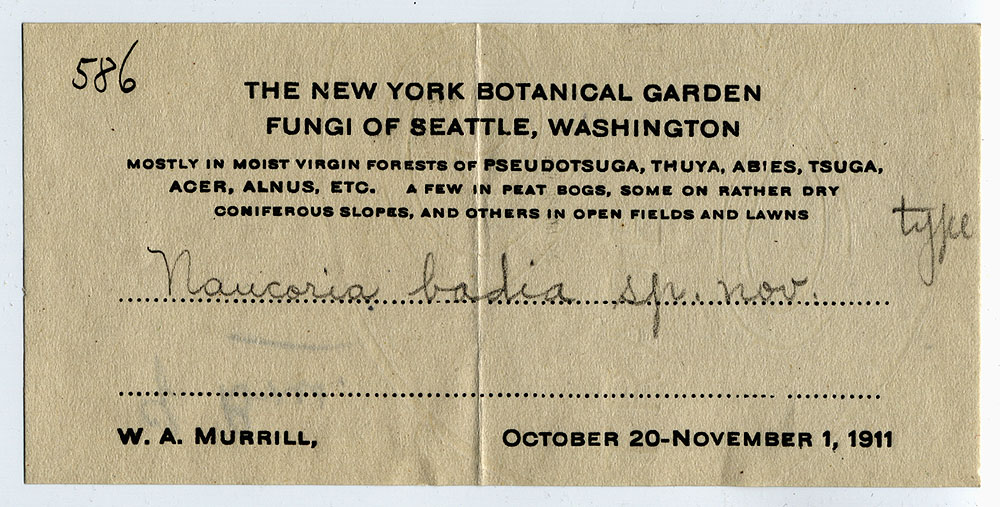 586
THE NEW YORK BOTANICAL GARDEN
FUNGI OF SEATTLE, WASHINGTON
MOSTLY IN MOIST VIRGIN FORESTS OF PSEUDOTSUGA, THUYA, ABIES, TSUGA,
ACER, ALNUS, ETC. A FEW IN PEAT BOGS, SOME ON RATHER DRY
CONIFEROUS SLOPES, AND OTHERS IN OPEN FIELDS AND LAWNS
type
Naucoria badia sp. nov.
W. A. MURRILL, OCTOBER 20-NOVEMBER 1, 1911